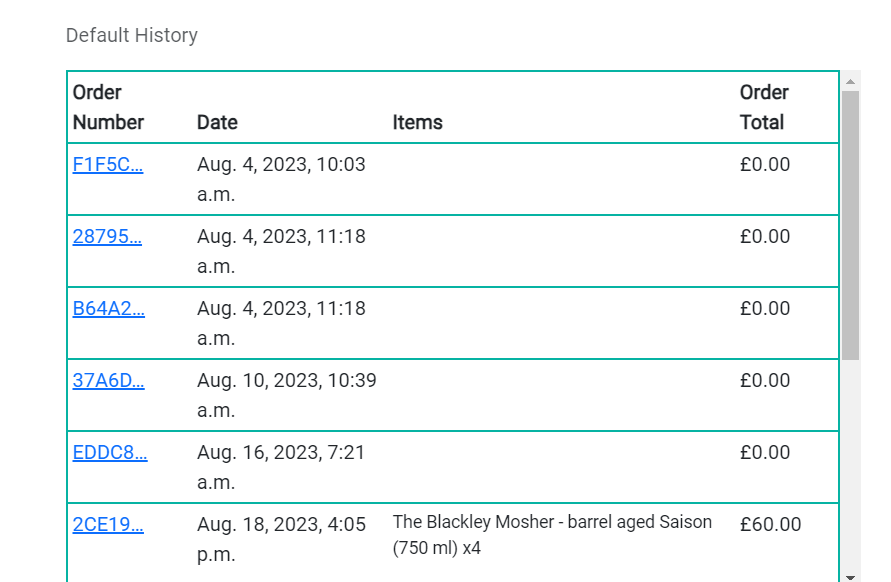 Default History
Order
Number Date Items Order
Total
F1F5C... Aug. 4, 2023, 10:03
a.m. £0.00
28795... Aug. 4, 2023, 11:18
a.m. £0.00
B64A2... Aug. 4, 2023, 11:18
a.m. £0.00
37A6D... Aug. 10, 2023, 10:39
a.m. £0.00
EDDC8... Aug. 16, 2023, 7:21
a.m. £0.00
2CE19... Aug. 18, 2023, 4:05
p.m. The Blackley Mosher - barrel aged Saison
(750 ml) x4 £60.00